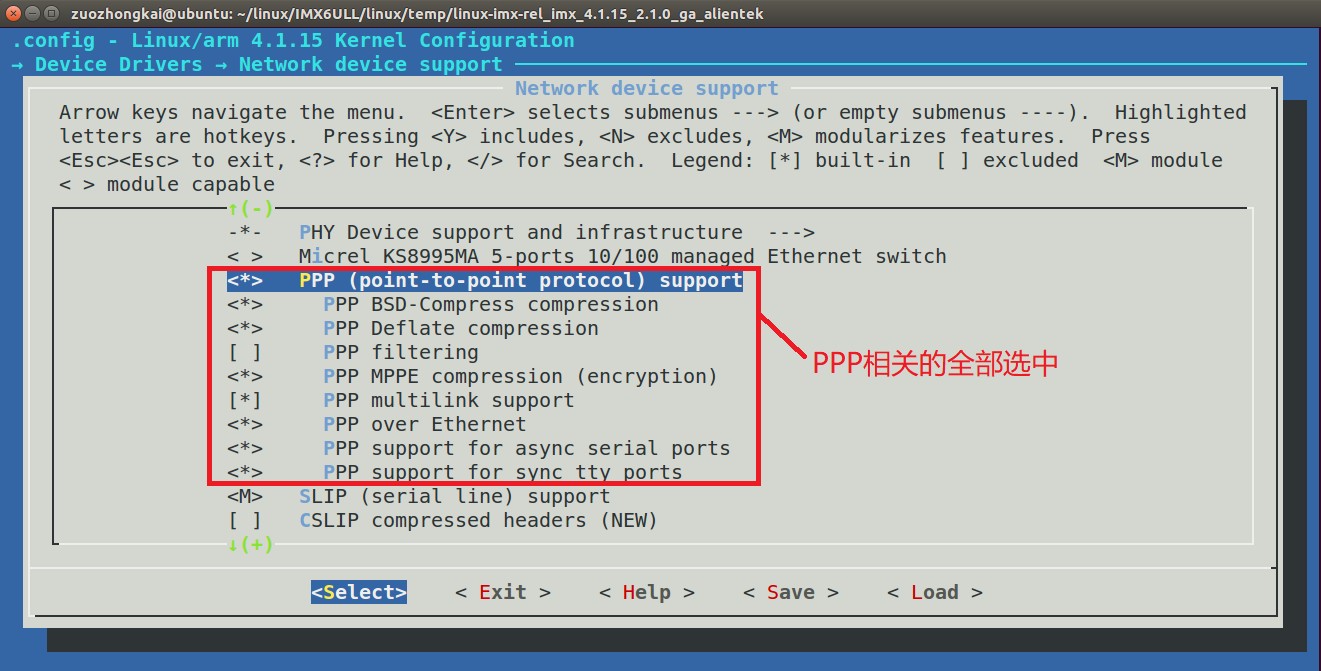 zuozhongkai@ubuntu: ~/linux/IMX6ULL/linux/temp/linux-imx-rel_imx_4.1.15_2.1.0_ga_alientek
.config - Linux/arm 4.1.15 Kernel Configuration
→ Device Drivers → Network device support
Network device support
Arrow keys navigate the menu.  <Enter> selects submenus ---> (or empty submenus ----).  Highlighted
letters are hotkeys.  Pressing <Y> includes, <N> excludes, <M> modularizes features.  Press
<Esc><Esc> to exit, <?> for Help, </> for Search.  Legend: [*] built-in  [ ] excluded  <M> module
< > module capable
↑(-)
-*-   PHY Device support and infrastructure  --->
< >   Micrel KS8995MA 5-ports 10/100 managed Ethernet switch
<*>   PPP (point-to-point protocol) support
<*>     PPP BSD-Compress compression
<*>     PPP Deflate compression
[ ]     PPP filtering
<*>     PPP MPPE compression (encryption)
[*]     PPP multilink support
<*>     PPP over Ethernet
<*>     PPP support for async serial ports
<*>     PPP support for sync tty ports
<M>   SLIP (serial line) support
[ ]   CSLIP compressed headers (NEW)
↓(+)
PPP相关的全部选中
<Select>    < Exit >    < Help >    < Save >    < Load >